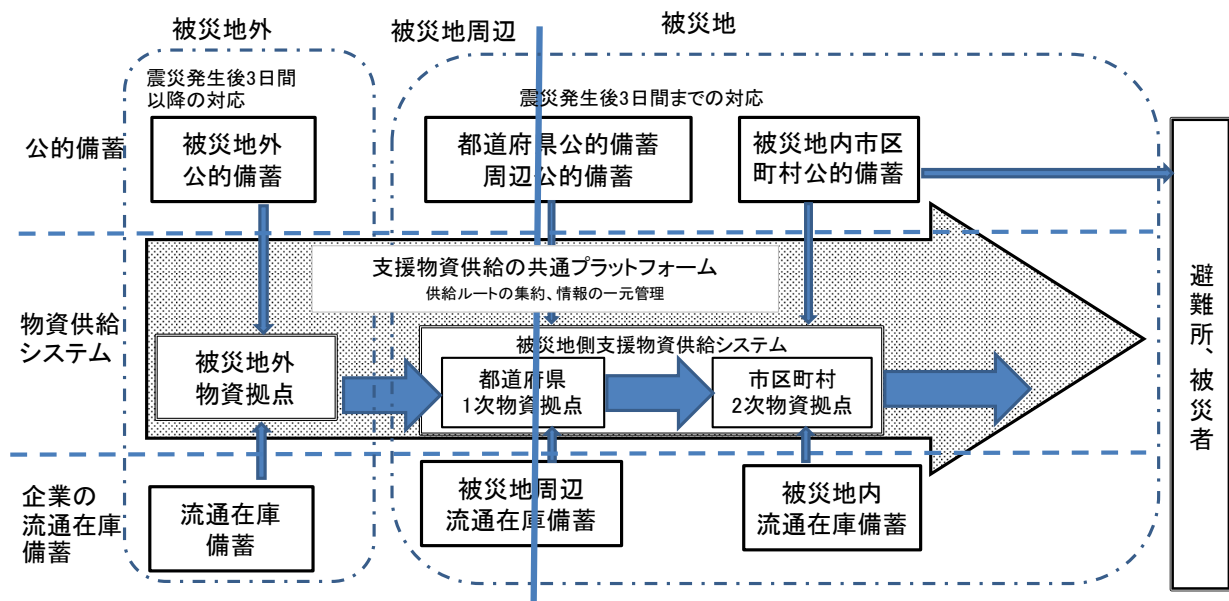 被災地外
被災地周辺
被災地
震災発生後3日間
以降の対応
震災発生後3日間までの対応
公的備蓄
被災地外
公的備蓄
都道府県公的備蓄
周辺公的備蓄
被災地内市区
町村公的備蓄
支援物資供給の共通プラットフォーム
供給ルートの集約、情報の一元管理
物資供給
システム
被災地外
物資拠点
被災地側支援物資供給システム
都道府県
1次物資拠点
市区町村
2次物資拠点
避難所、被災者
企業の
流通在庫
備蓄
流通在庫
備蓄
被災地周辺
流通在庫備蓄
被災地内
流通在庫備蓄